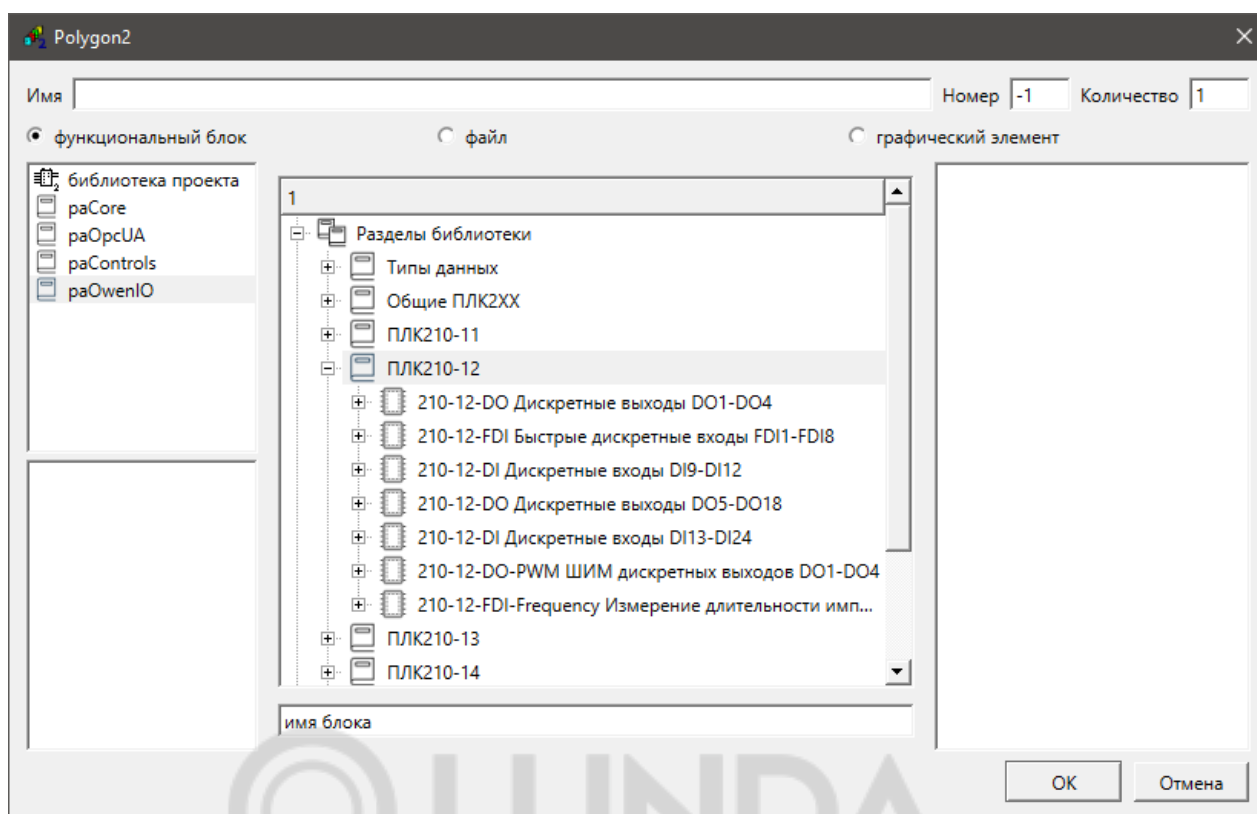 Polygon2
Имя Номер -1 Количество 1
функциональный блок файл графический элемент
библиотека проекта
paCore
paOpcUA
paControls
paOwenIO
1
Разделы библиотеки
Типы данных
Общие ПЛК2XX
ПЛК210-11
ПЛК210-12
210-12-DO Дискретные выходы DO1-DO4
210-12-FDI Быстрые дискретные входы FDI1-FDI8
210-12-DI Дискретные входы DI9-DI12
210-12-DO Дискретные выходы DO5-DO18
210-12-DI Дискретные входы DI13-DI24
210-12-DO-PWM ШИМ дискретных выходов DO1-DO4
210-12-FDI-Frequency Измерение длительности имп...
ПЛК210-13
ПЛК210-14
имя блока
OK Отмена
LUNDA